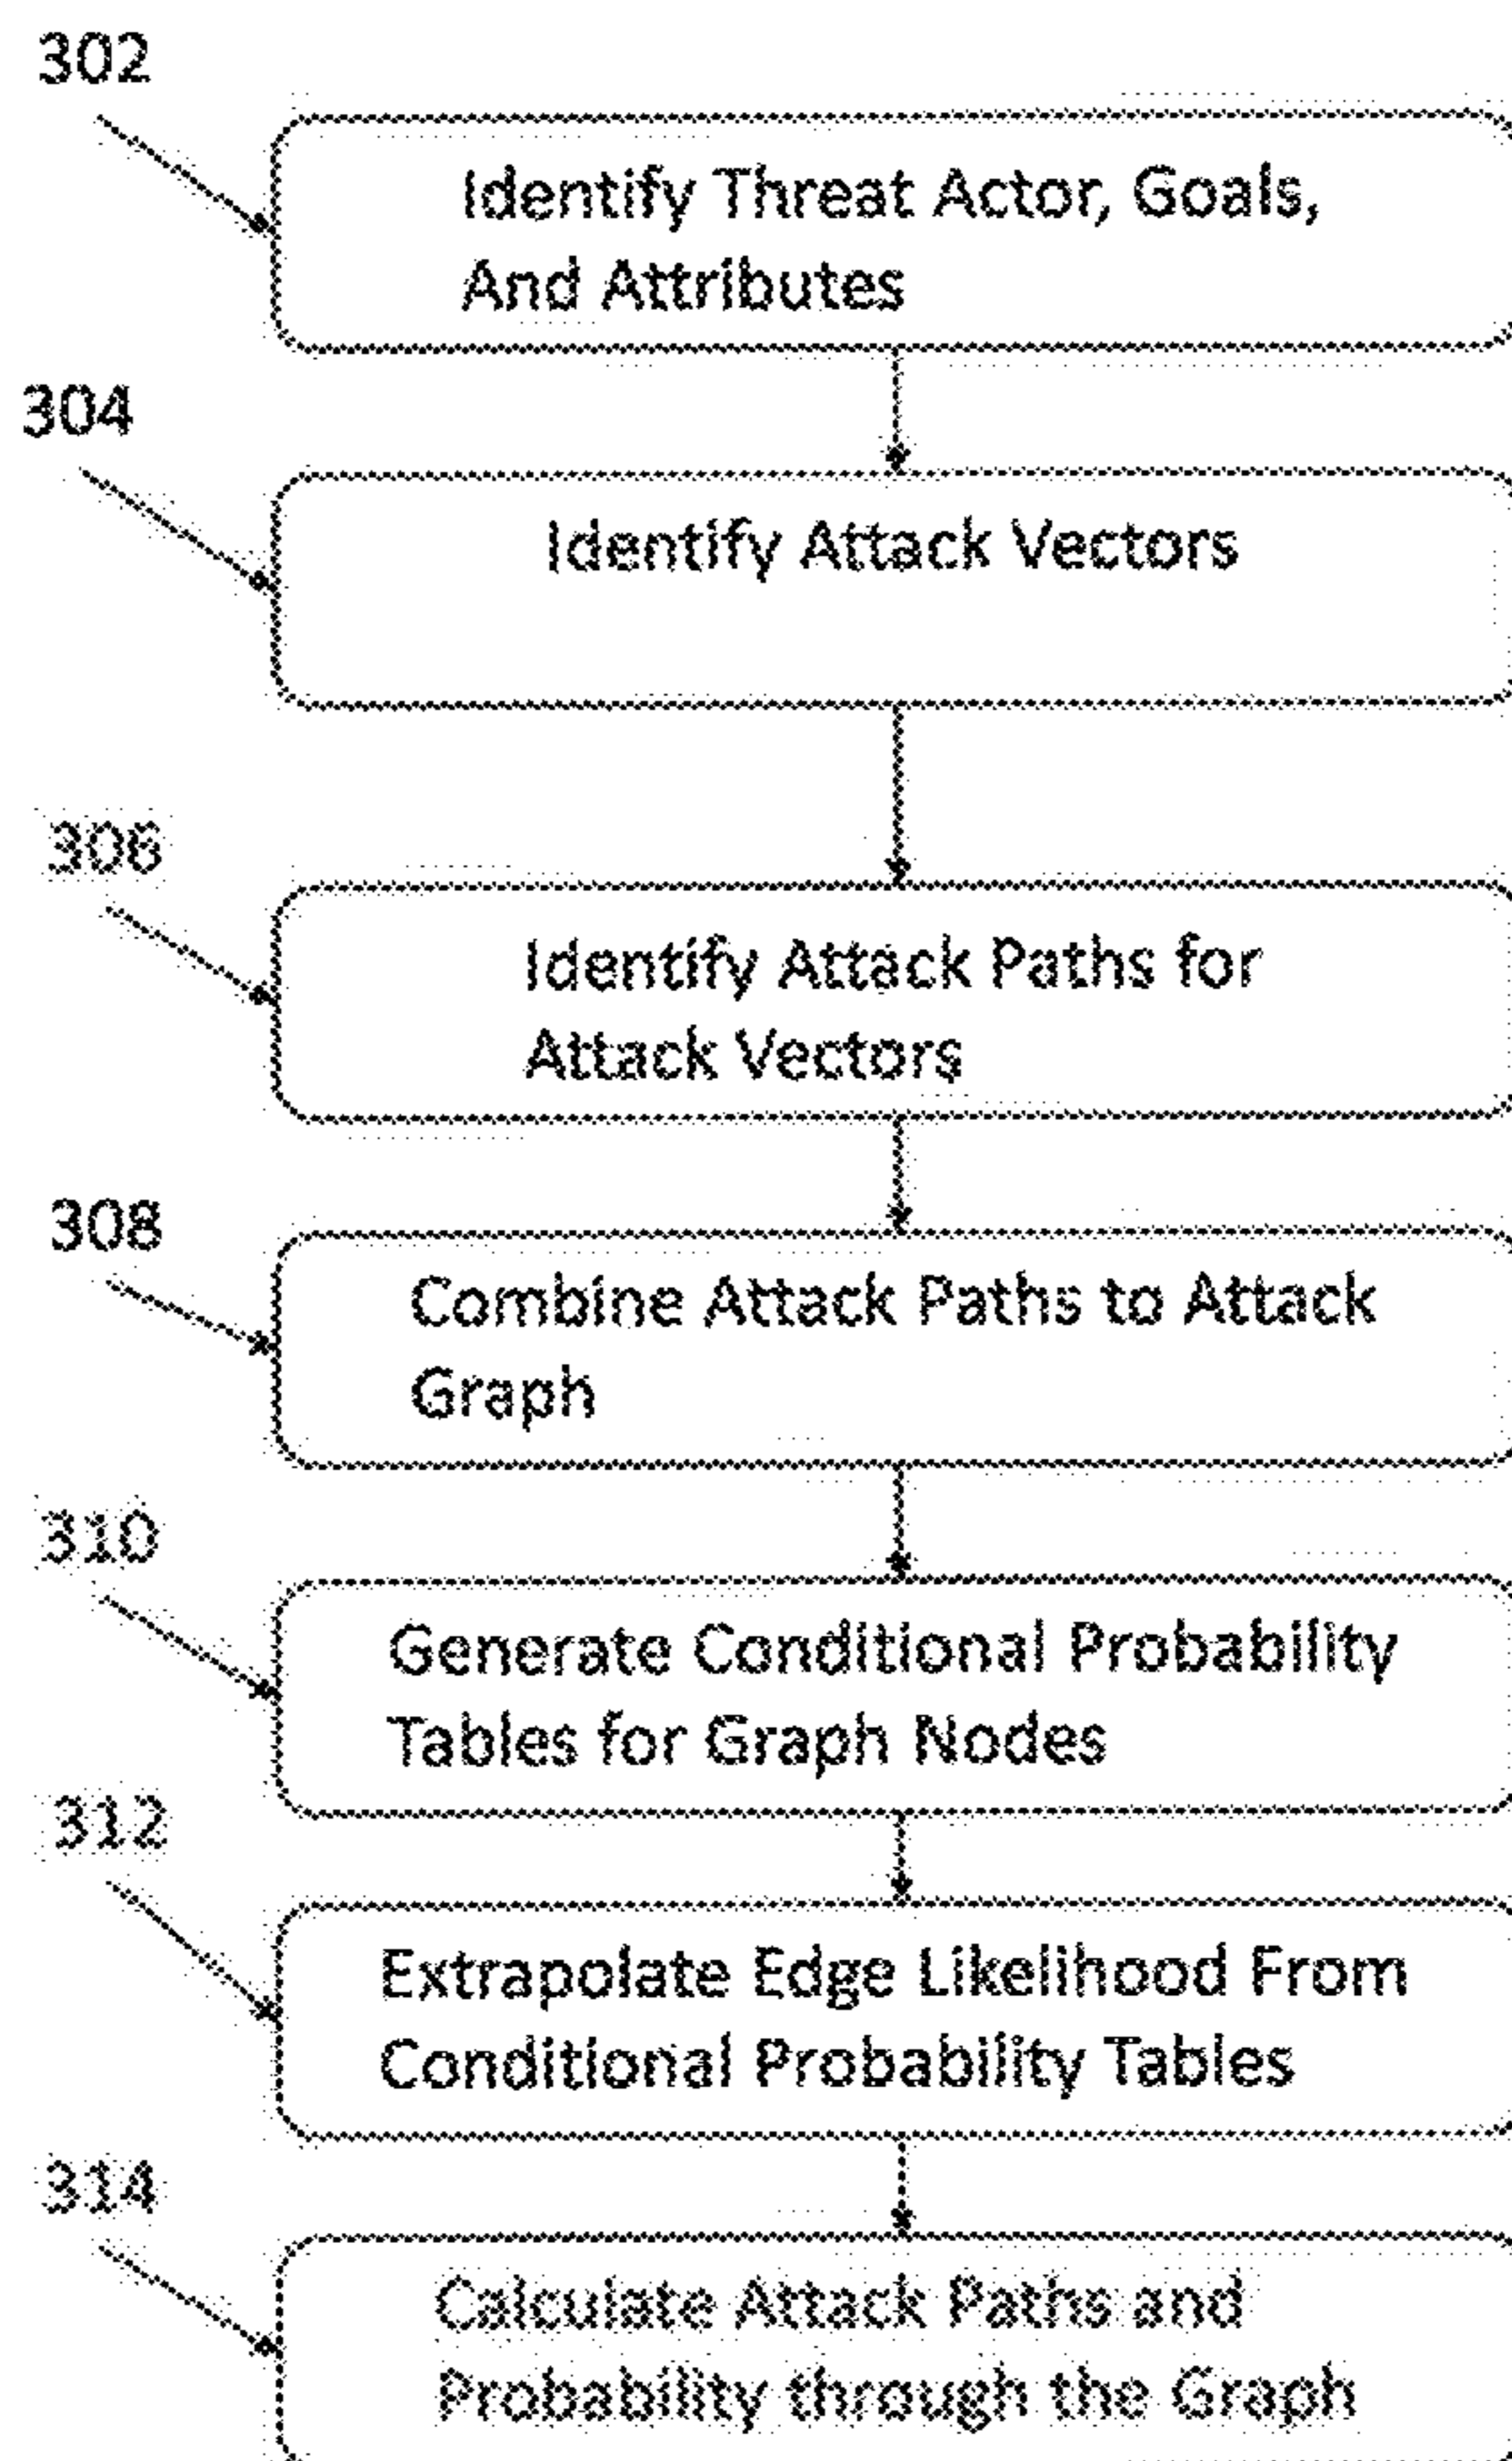 302
Identify Threat Actor, Goals,
And Attributes
304
Identify Attack Vectors
306
Identify Attack Paths for
Attack Vectors
308
Combine Attack Paths to Attack
Graph
310
Generate Conditional Probability
Tables for Graph Nodes
312
Extrapolate Edge Likelihood From
Conditional Probability Tables
314
Calculate Attack Paths and
Probability through the Graph